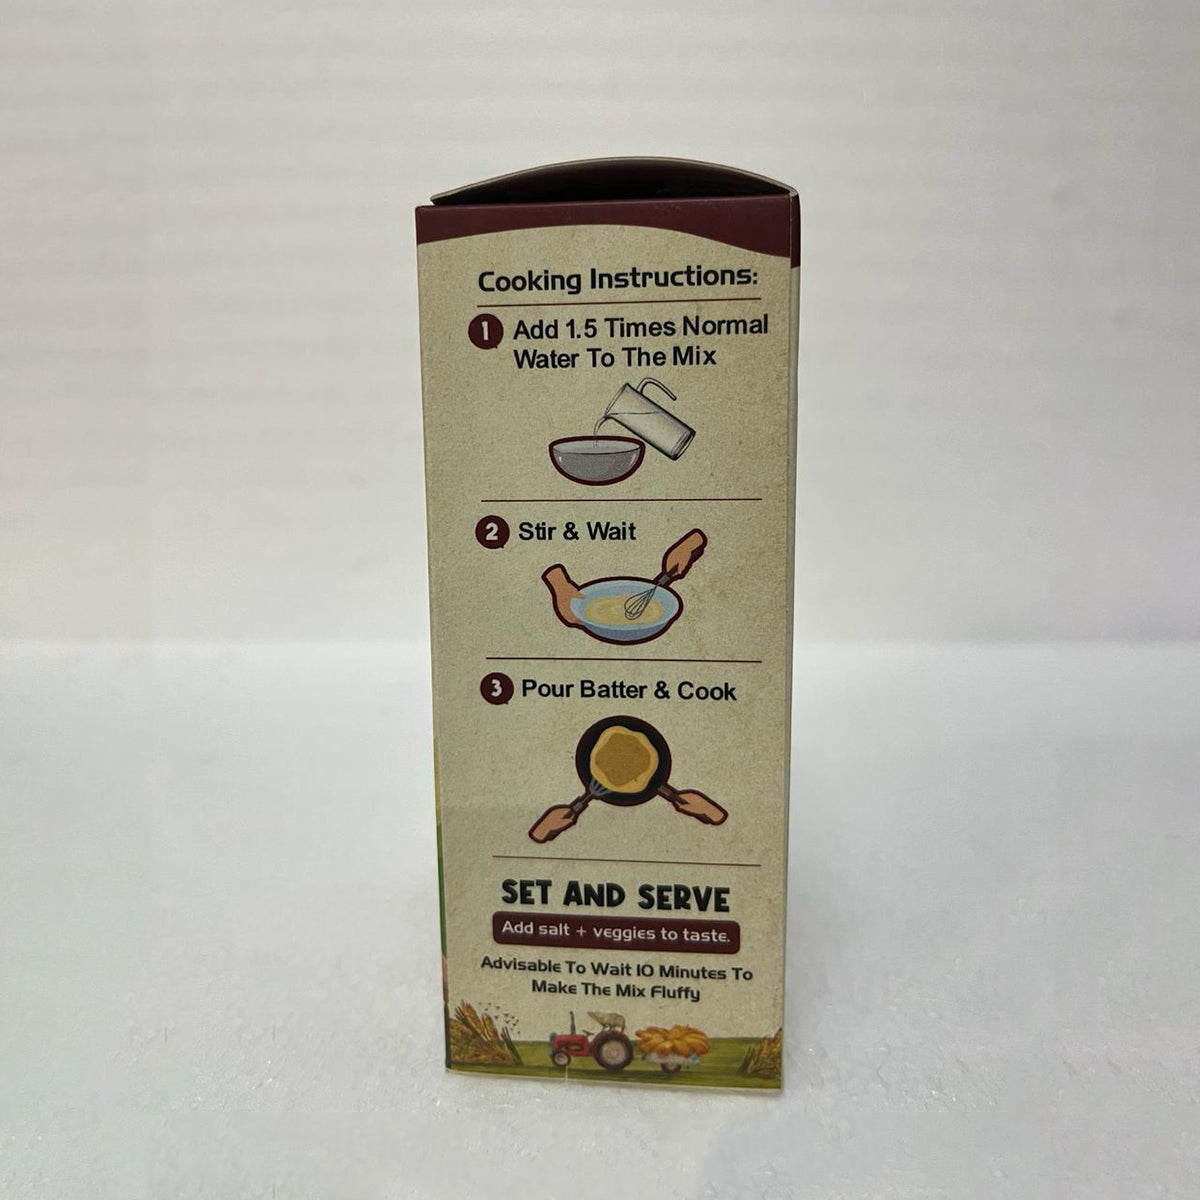 Cooking Instructions:
1 Add 1.5 Times Normal
Water To The Mix
2 Stir & Wait
3 Pour Batter & Cook
SET AND SERVE
Add salt + veggies to taste.
Advisable To Wait 10 Minutes To
Make The Mix Fluffy